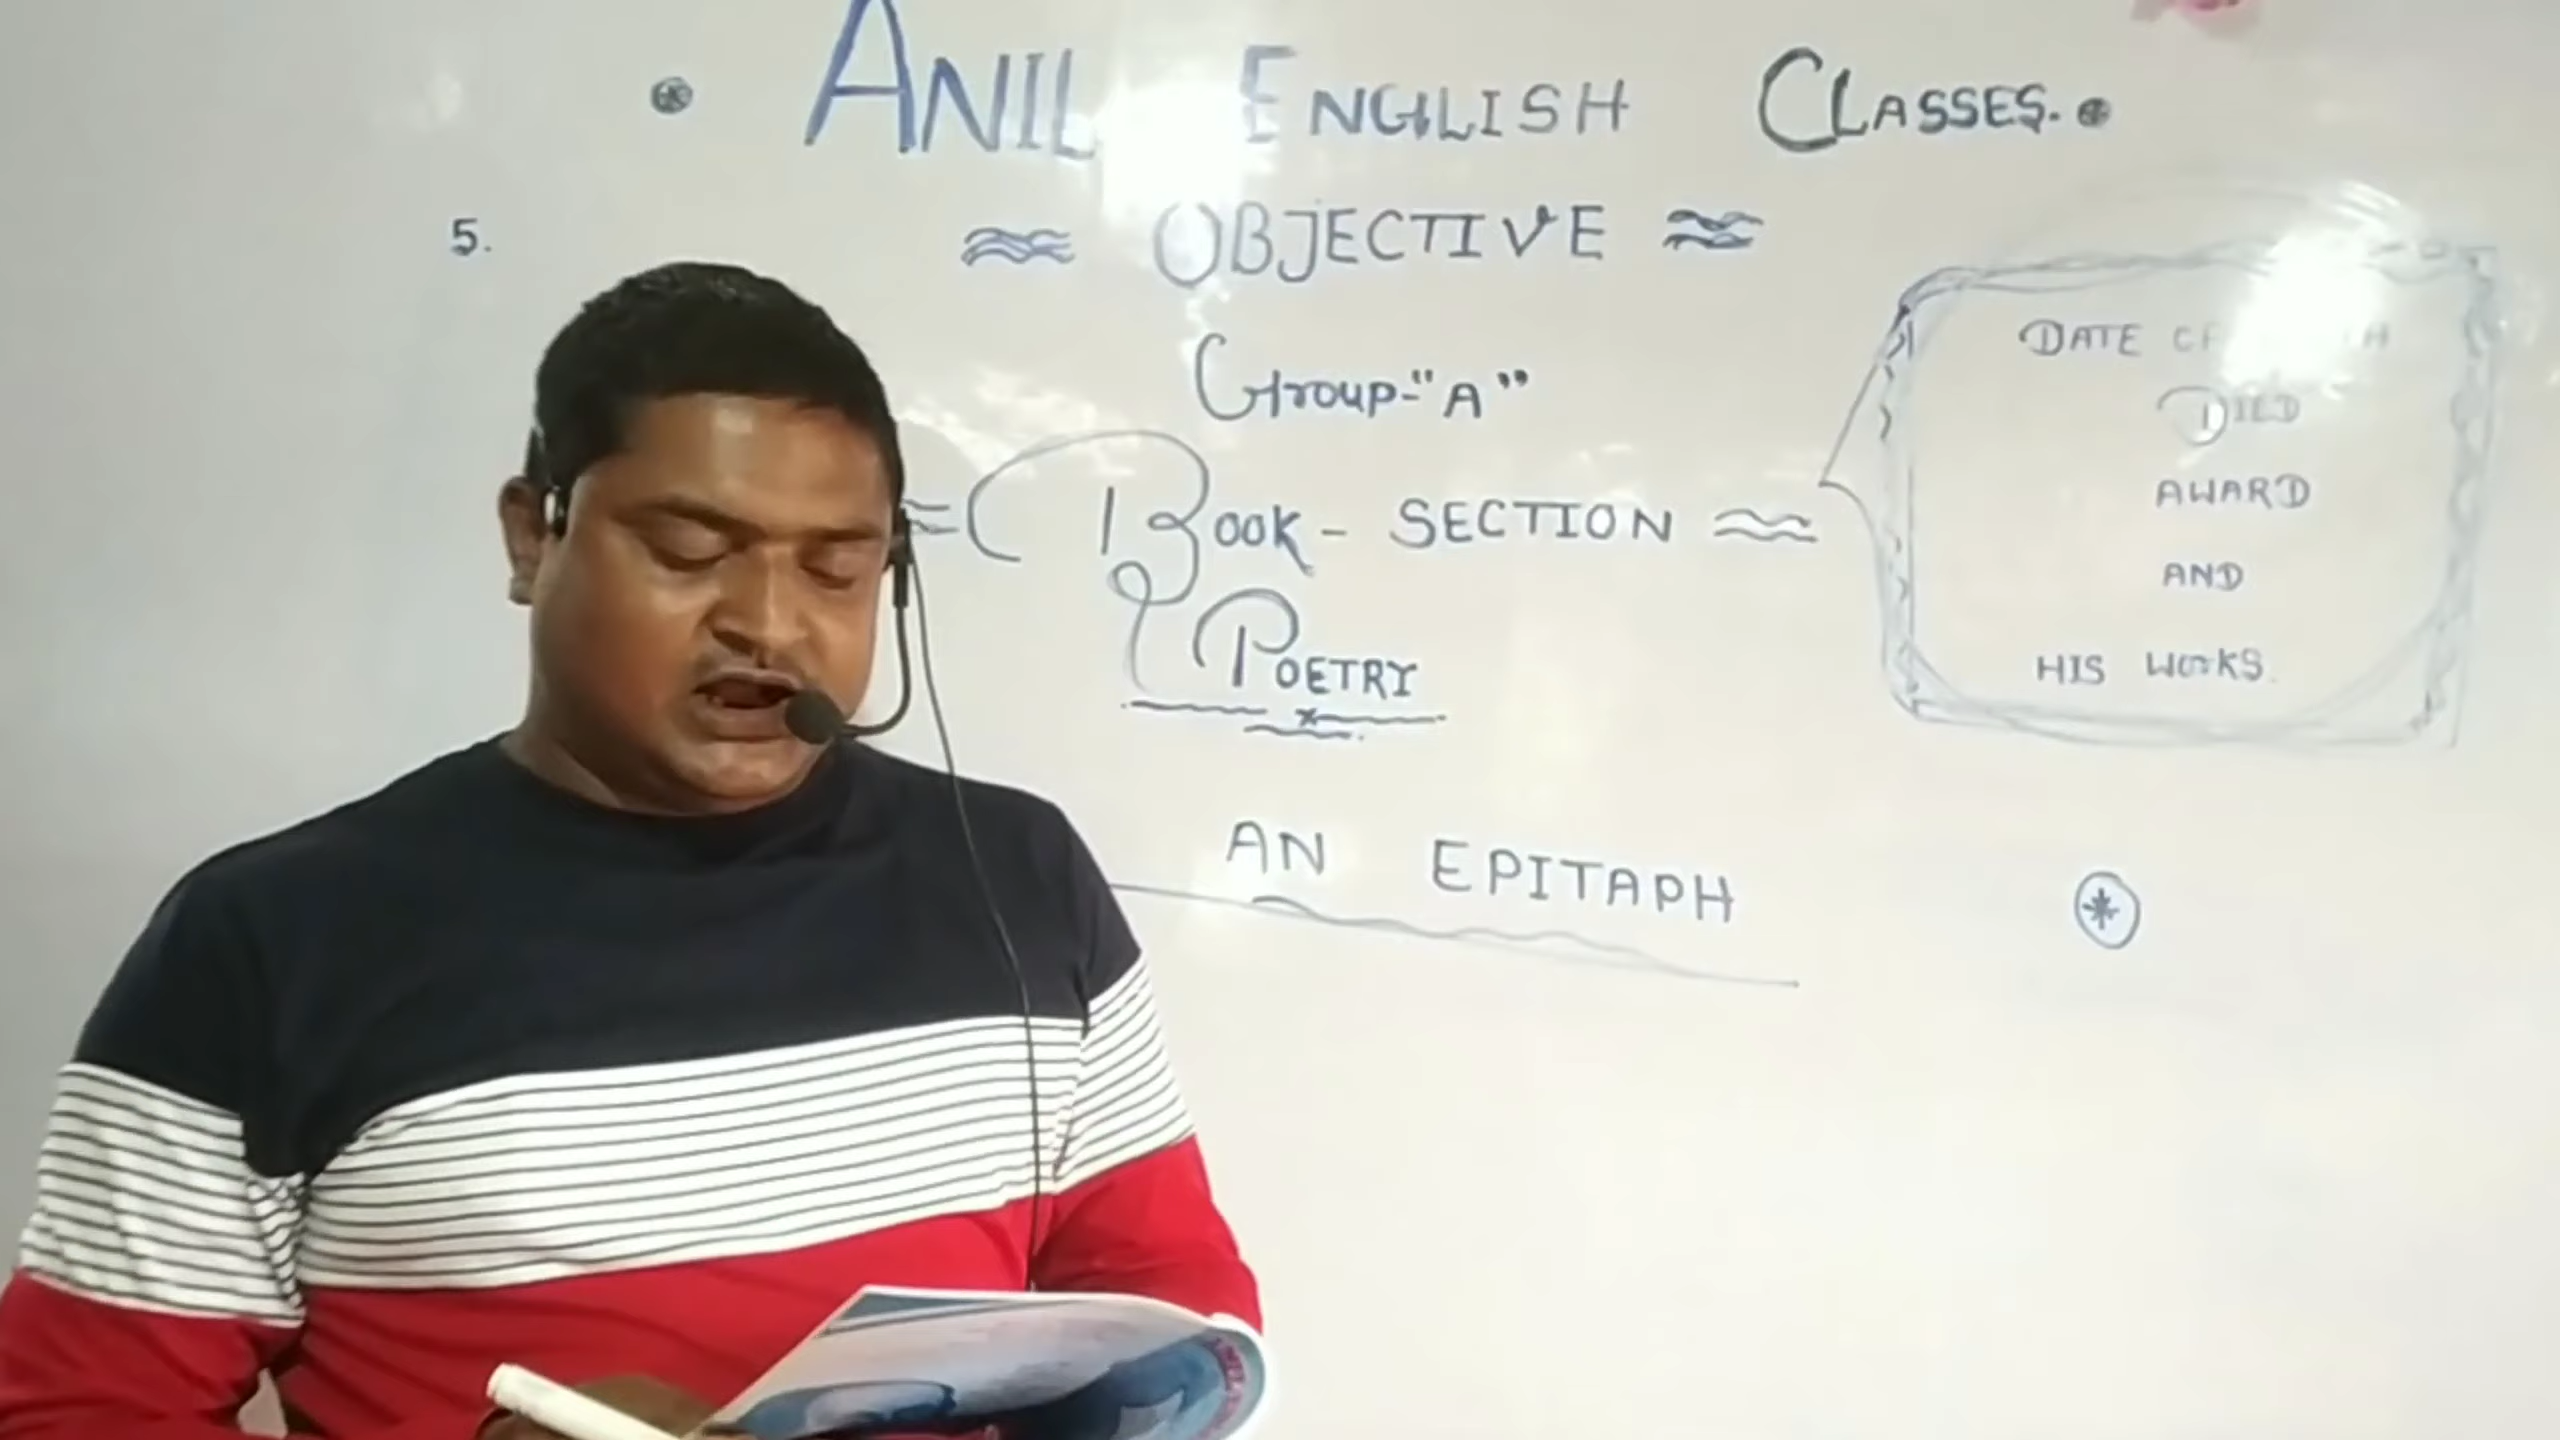 ANIL ENGLISH CLASSES.
5.
OBJECTIVE
Group-"A"
BOOK - SECTION
POETRY
DATE
DIED
AWARD
AND
HIS WORKS.
AN EPITAPH